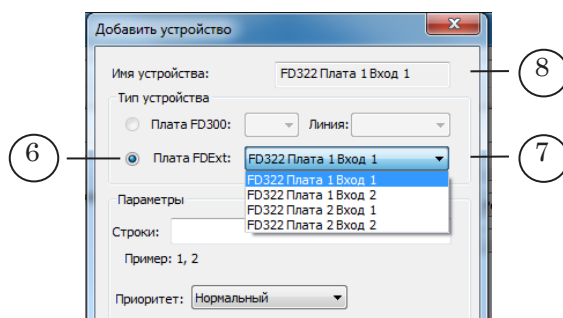 Добавить устройство
Имя устройства: FD322 Плата 1 Вход 1
8
Тип устройства
Плата FD300: Линия:
6
Плата FDExt: FD322 Плата 1 Вход 1
7
FD322 Плата 1 Вход 1
FD322 Плата 1 Вход 2
FD322 Плата 2 Вход 1
FD322 Плата 2 Вход 2
Параметры
Строки:
Пример: 1, 2
Приоритет: Нормальный